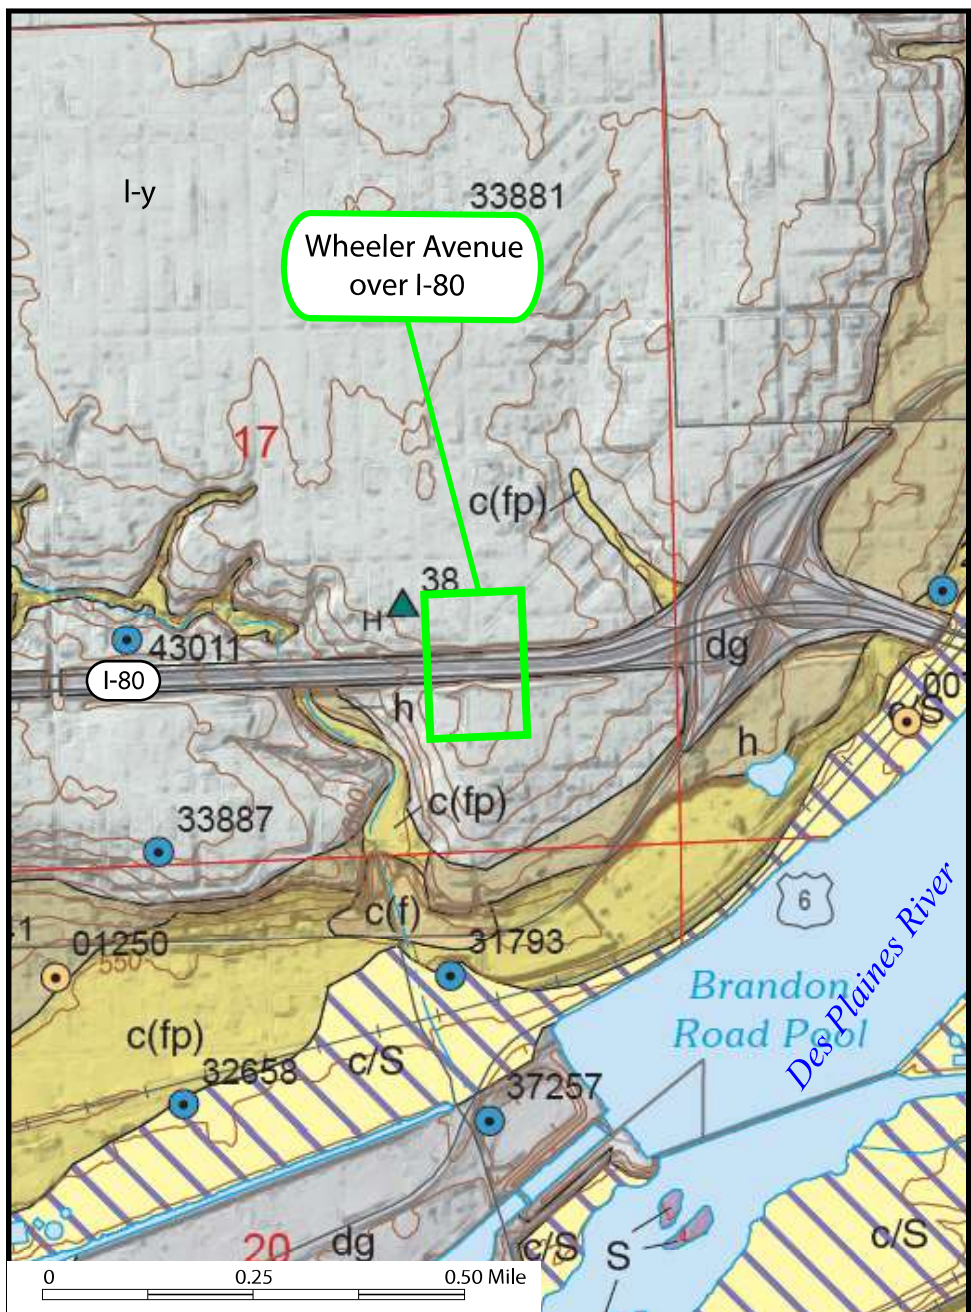 l-y
33881
Wheeler Avenue
over I-80
17
c(fp)
38
H
43011
dg
I-80
h
00
c/S
h
c(fp)
33887
6
c(f)
31793
01250
550
Brandon
Road Pool
Des Plaines River
c(fp)
c/S
32658
37257
20
dg
c/S
S
c/S
0 0.25 0.50 Mile